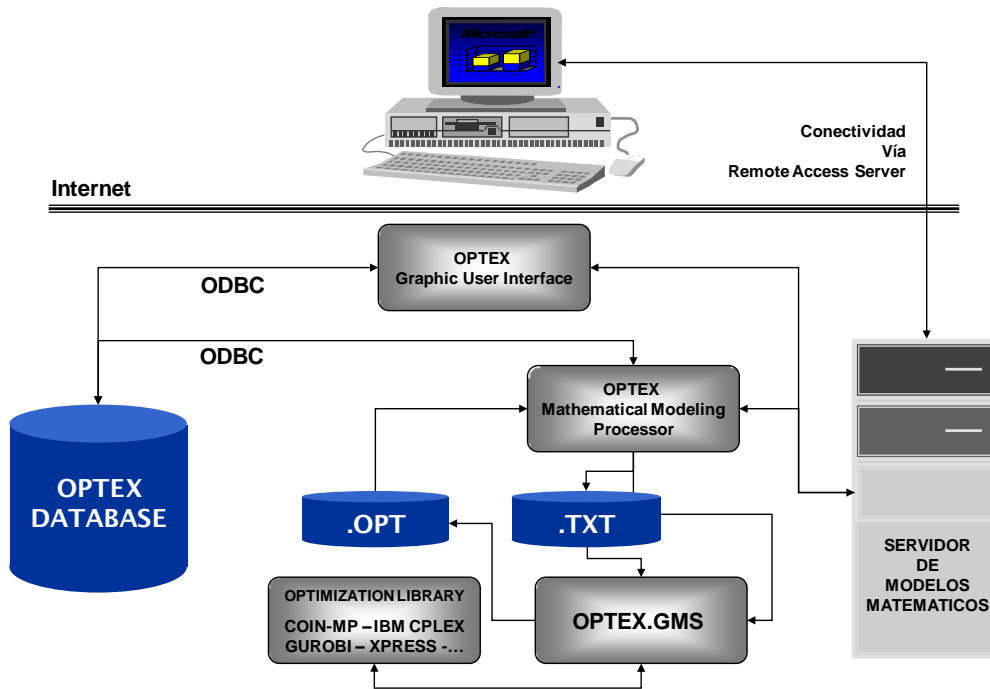 Microsoft®
Conectividad
Vía
Remote Access Server
Internet
OPTEX
Graphic User Interface
ODBC
ODBC
OPTEX
Mathematical Modeling
Processor
OPTEX
DATABASE
.OPT
.TXT
SERVIDOR
DE
MODELOS
MATEMATICOS
OPTIMIZATION LIBRARY
COIN-MP – IBM CPLEX
GUROBI – XPRESS -...
OPTEX.GMS